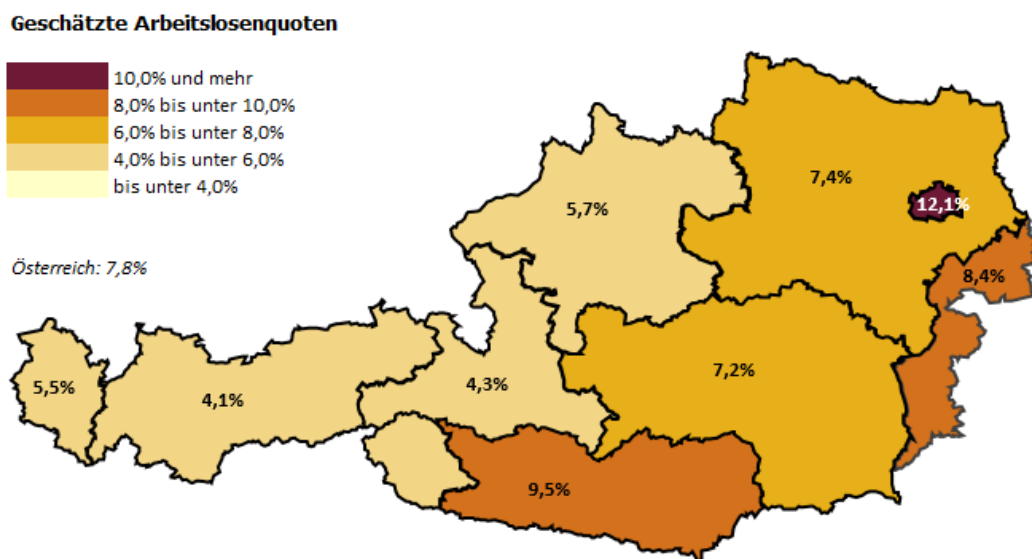 Geschätzte Arbeitslosenquoten
10,0% und mehr
8,0% bis unter 10,0%
6,0% bis unter 8,0%
4,0% bis unter 6,0%
bis unter 4,0%
Österreich: 7,8%
7,4%
12,1%
5,7%
8,4%
7,2%
4,3%
5,5%
4,1%
9,5%